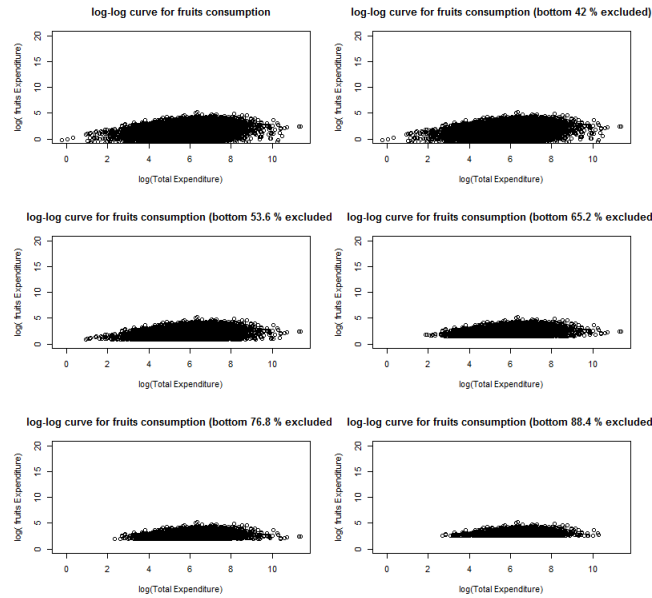 log-log curve for fruits consumption
log( fruits Expenditure)
20
15
10
5
0
0 2 4 6 8 10
log(Total Expenditure)
log-log curve for fruits consumption (bottom 42 % excluded)
log( fruits Expenditure)
20
15
10
5
0
0 2 4 6 8 10
log(Total Expenditure)
log-log curve for fruits consumption (bottom 53.6 % excluded
log( fruits Expenditure)
20
15
10
5
0
0 2 4 6 8 10
log(Total Expenditure)
log-log curve for fruits consumption (bottom 65.2 % excluded
log( fruits Expenditure)
20
15
10
5
0
0 2 4 6 8 10
log(Total Expenditure)
log-log curve for fruits consumption (bottom 76.8 % excluded
log( fruits Expenditure)
20
15
10
5
0
0 2 4 6 8 10
log(Total Expenditure)
log-log curve for fruits consumption (bottom 88.4 % excluded
log( fruits Expenditure)
20
15
10
5
0
0 2 4 6 8 10
log(Total Expenditure)